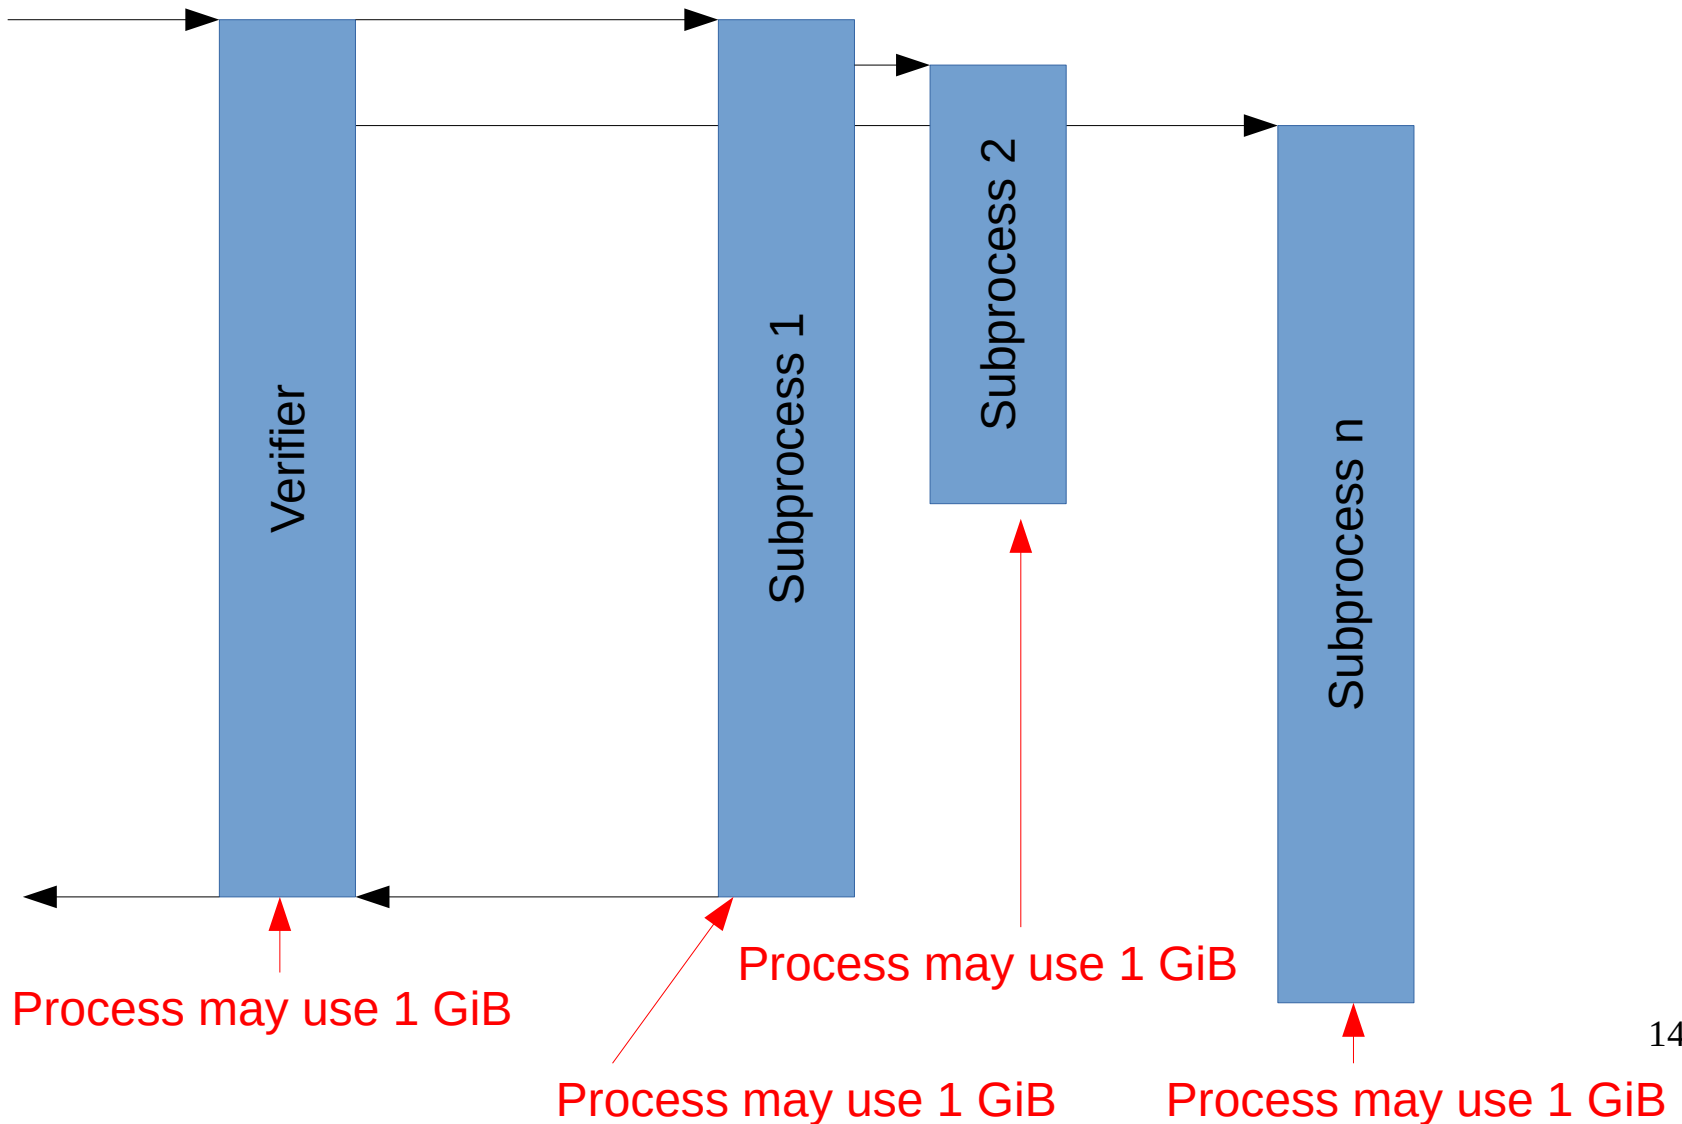 Verifier
Subprocess 1
Subprocess 2
Subprocess n
Process may use 1 GiB
Process may use 1 GiB
Process may use 1 GiB
Process may use 1 GiB
14